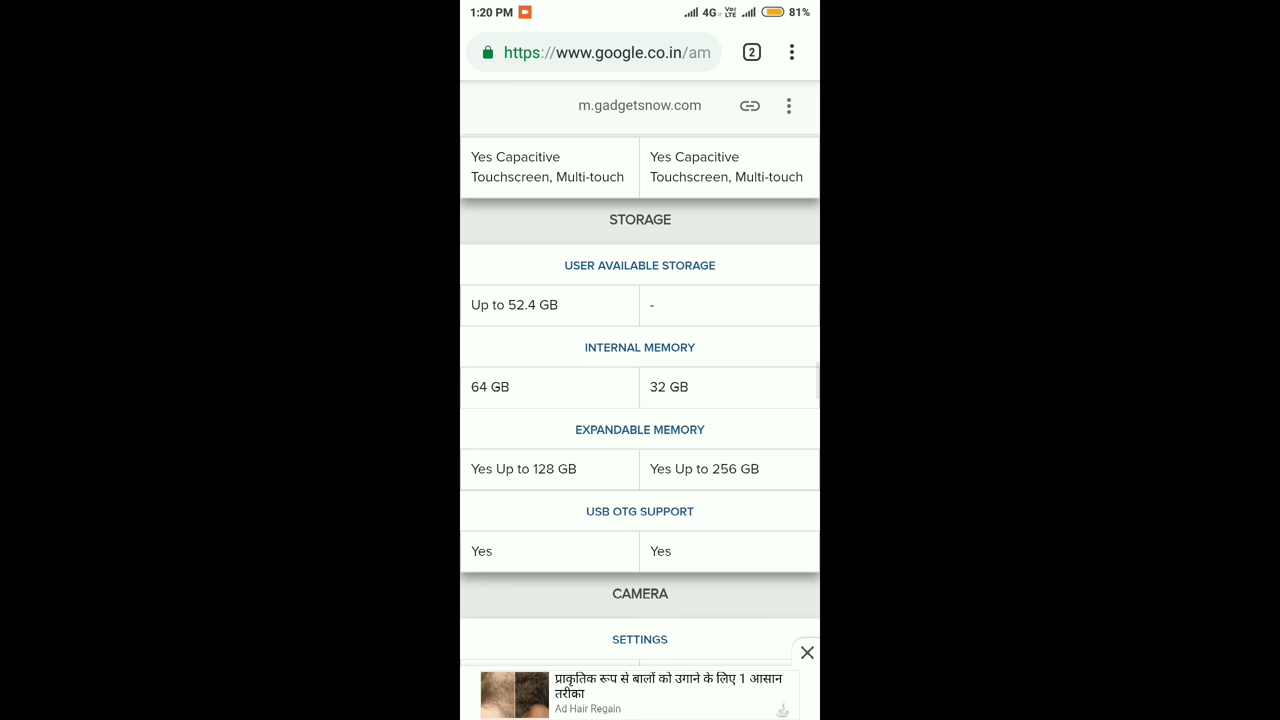 1:20 PM 4G Vo) LTE 81%
https://www.google.co.in/am 2
m.gadgetsnow.com
Yes Capacitive Yes Capacitive
Touchscreen, Multi-touch Touchscreen, Multi-touch
STORAGE
USER AVAILABLE STORAGE
Up to 52.4 GB -
INTERNAL MEMORY
64 GB 32 GB
EXPANDABLE MEMORY
Yes Up to 128 GB Yes Up to 256 GB
USB OTG SUPPORT
Yes Yes
CAMERA
SETTINGS
प्राकृतिक रूप से बालों को उगाने के लिए 1 आसान
तरीका
Ad Hair Regain